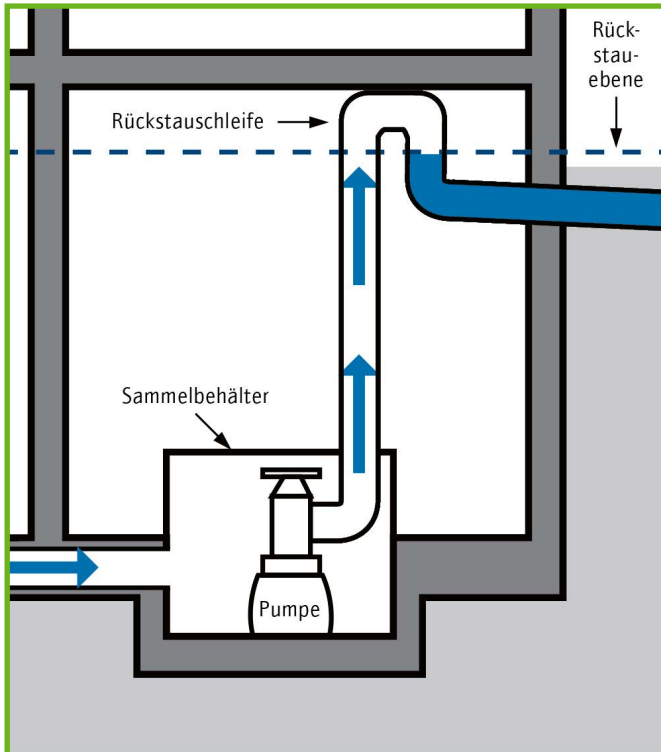 Rück-
stau-
ebene
Rückstauschleife
Sammelbehälter
Pumpe